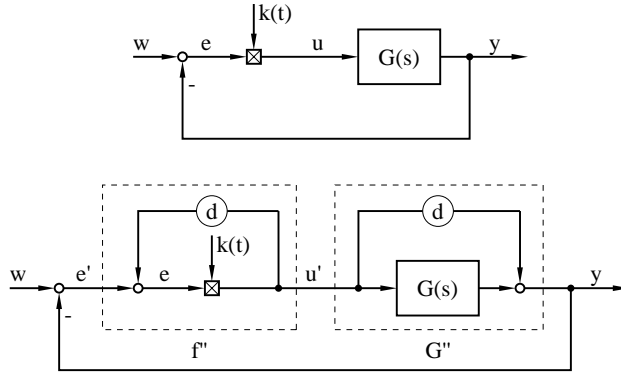 k(t)
w e u G(s) y
-
d d
k(t)
w e' e u' G(s) y
-
f'' G''